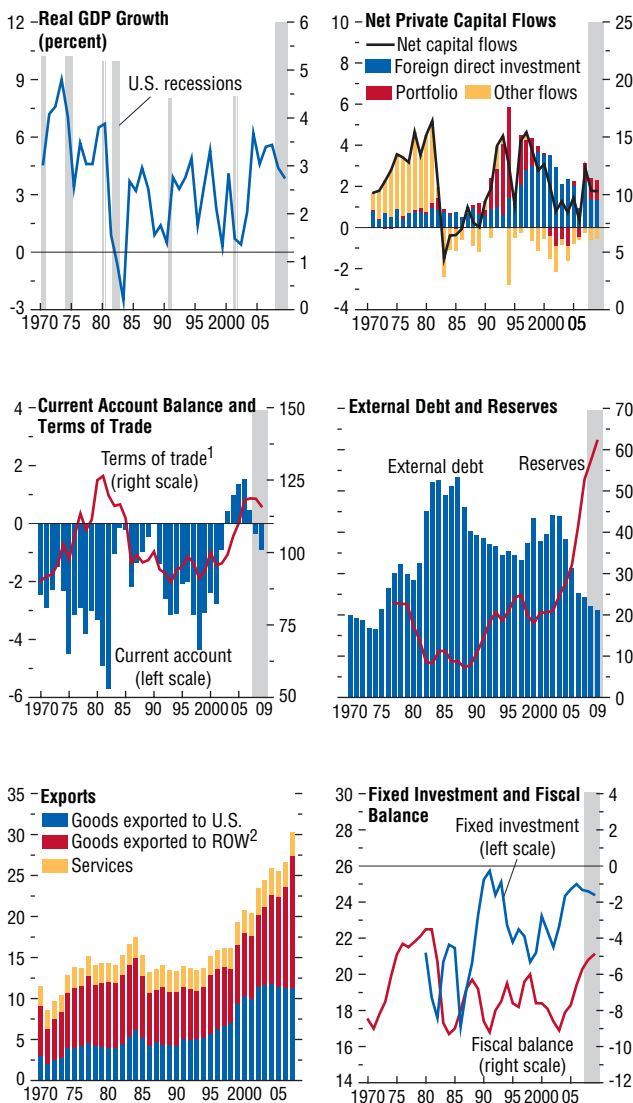 Real GDP Growth
(percent)
U.S. recessions
12
9
6
3
0
-3
6
5
4
3
2
1
0
1970 75 80 85 90 95 2000 05
Net Private Capital Flows
Net capital flows
Foreign direct investment
Portfolio Other flows
10
8
6
4
2
0
-2
-4
25
20
15
10
5
0
1970 75 80 85 90 95 2000 05
Current Account Balance and
Terms of Trade
Terms of trade1
(right scale)
Current account
(left scale)
4
2
0
-2
-4
-6
150
125
100
75
50
1970 75 80 85 90 95 2000 05 09
External Debt and Reserves
External debt
Reserves
70
60
50
40
30
20
10
0
1970 75 80 85 90 95 2000 05 09
Exports
Goods exported to U.S.
Goods exported to ROW2
Services
35
30
25
20
15
10
5
0
1970 75 80 85 90 95 2000 05
Fixed Investment and Fiscal
Balance
Fixed investment
(left scale)
Fiscal balance
(right scale)
30
28
26
24
22
20
18
16
14
4
2
0
-2
-4
-6
-8
-10
-12
1970 75 80 85 90 95 2000 05